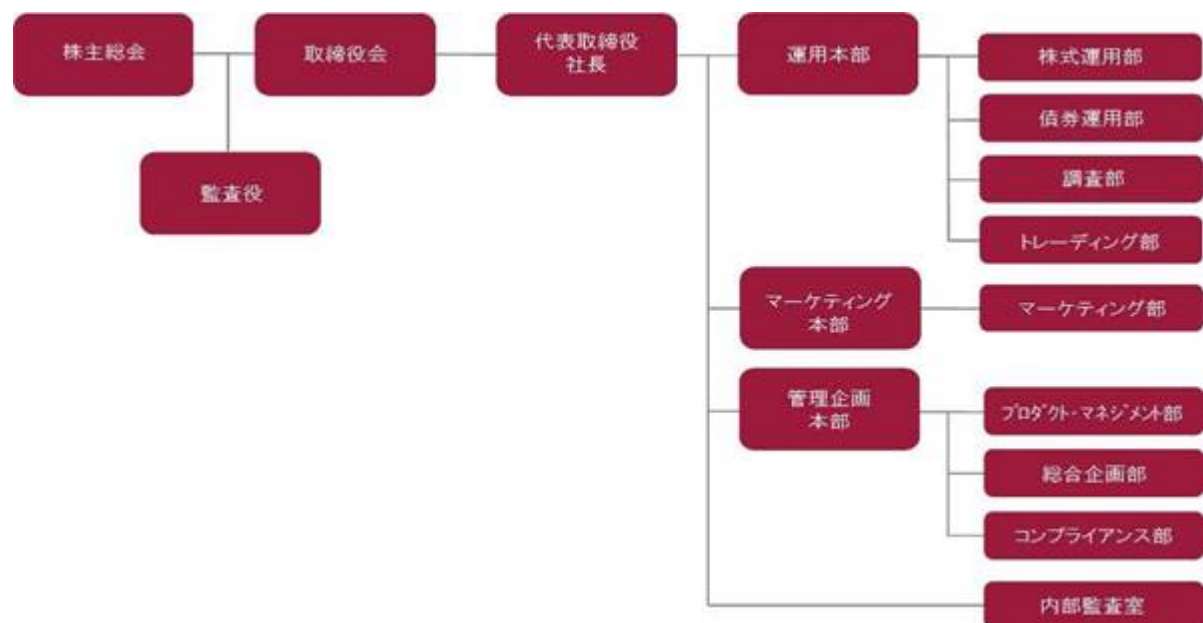 株主総会
取締役会
代表取締役
社長
運用本部
株式運用部
債券運用部
調査部
トレーディング部
監査役
マーケティング
本部
マーケティング部
管理企画
本部
プロダクト・マネジメント部
総合企画部
コンプライアンス部
内部監査室